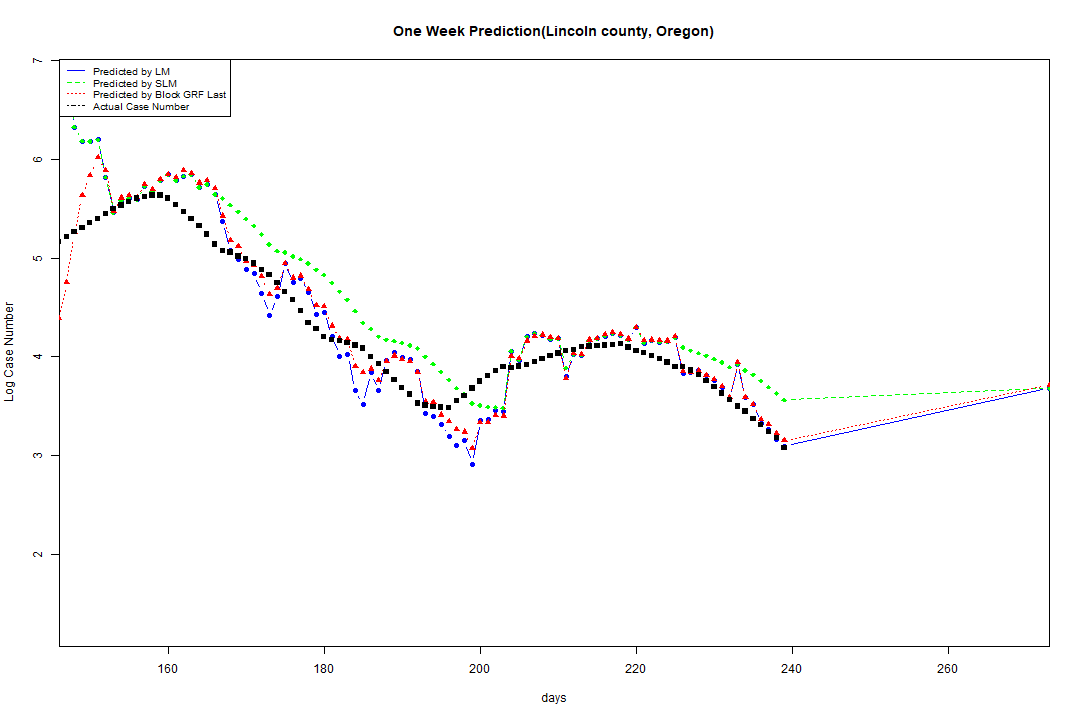 One Week Prediction(Lincoln county, Oregon)
Predicted by LM
Predicted by SLM
Predicted by Block GRF Last
Actual Case Number
Log Case Number
7
6
5
4
3
2
160 180 200 220 240 260
days